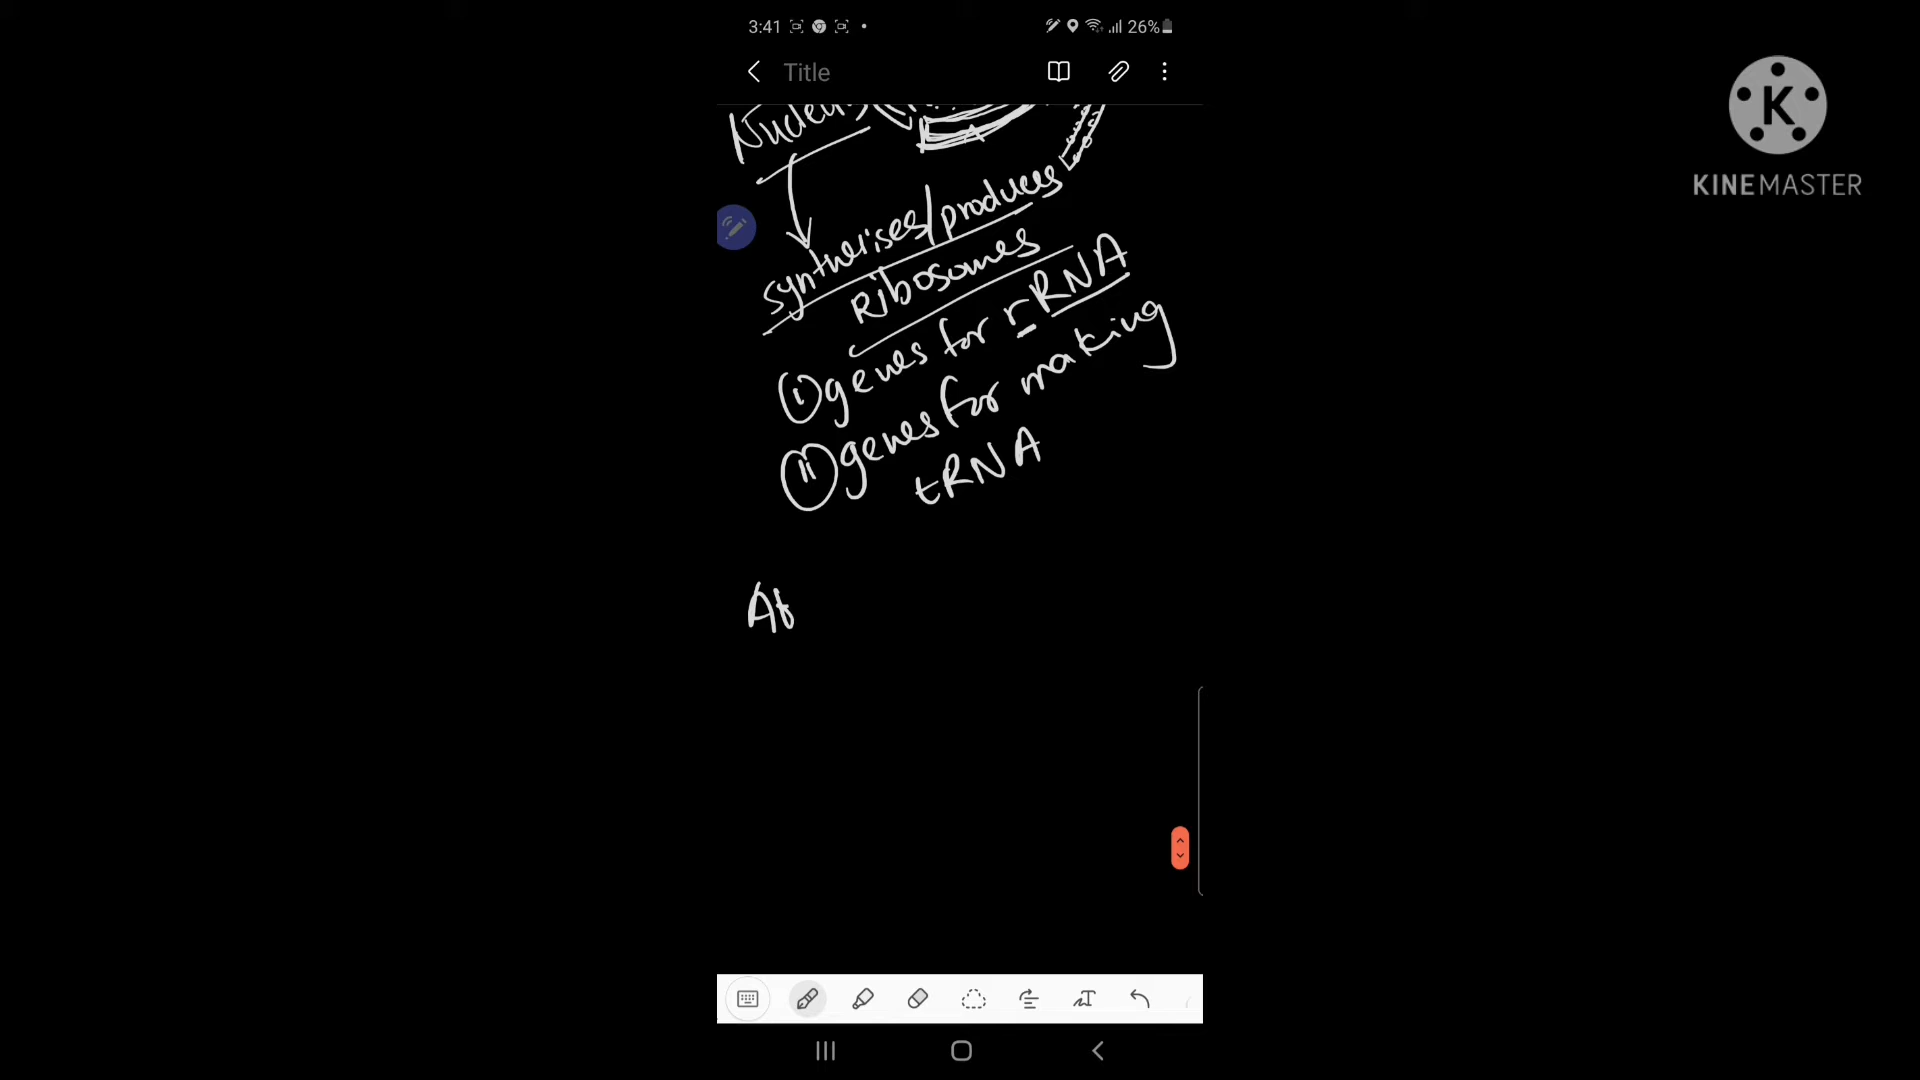 3:41
26%
Title
synthesises/produces
Ribosomes
i genes for rRNA
ii genes for making
tRNA
K
KINEMASTER